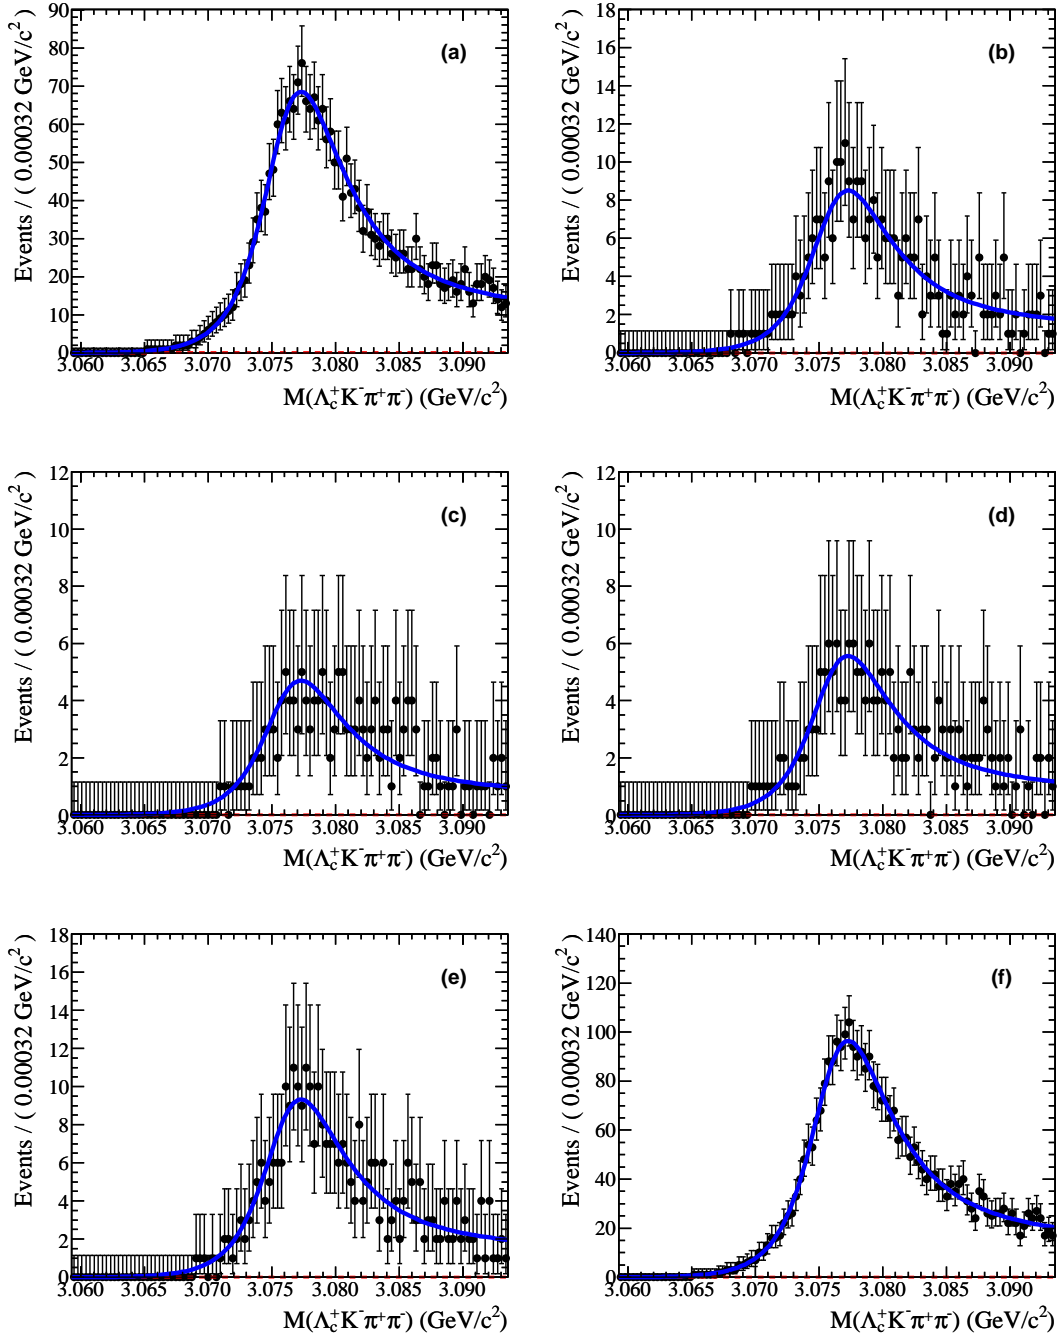 90
80
70
60
50
40
30
20
10
0
Events / ( 0.00032 GeV/c² )
(a)
3.060 3.065 3.070 3.075 3.080 3.085 3.090
M(Λc⁺K⁻π⁺π⁻) (GeV/c²)
18
16
14
12
10
8
6
4
2
0
Events / ( 0.00032 GeV/c² )
(b)
3.060 3.065 3.070 3.075 3.080 3.085 3.090
M(Λc⁺K⁻π⁺π⁻) (GeV/c²)
12
10
8
6
4
2
0
Events / ( 0.00032 GeV/c² )
(c)
3.060 3.065 3.070 3.075 3.080 3.085 3.090
M(Λc⁺K⁻π⁺π⁻) (GeV/c²)
12
10
8
6
4
2
0
Events / ( 0.00032 GeV/c² )
(d)
3.060 3.065 3.070 3.075 3.080 3.085 3.090
M(Λc⁺K⁻π⁺π⁻) (GeV/c²)
18
16
14
12
10
8
6
4
2
0
Events / ( 0.00032 GeV/c² )
(e)
3.060 3.065 3.070 3.075 3.080 3.085 3.090
M(Λc⁺K⁻π⁺π⁻) (GeV/c²)
140
120
100
80
60
40
20
0
Events / ( 0.00032 GeV/c² )
(f)
3.060 3.065 3.070 3.075 3.080 3.085 3.090
M(Λc⁺K⁻π⁺π⁻) (GeV/c²)